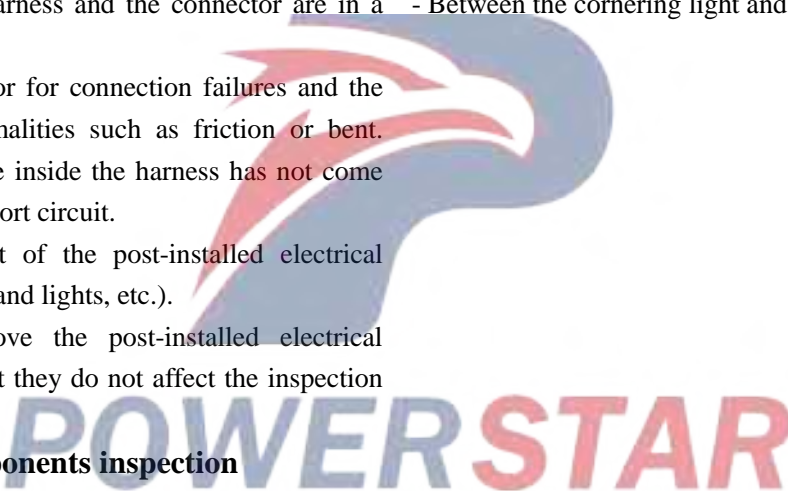 arness and the connector are in a
or for connection failures and the
nalities such as friction or bent.
e inside the harness has not come
ort circuit.
t of the post-installed electrical
and lights, etc.).
ove the post-installed electrical
t they do not affect the inspection
ponents inspection
- Between the cornering light and
POWERSTAR